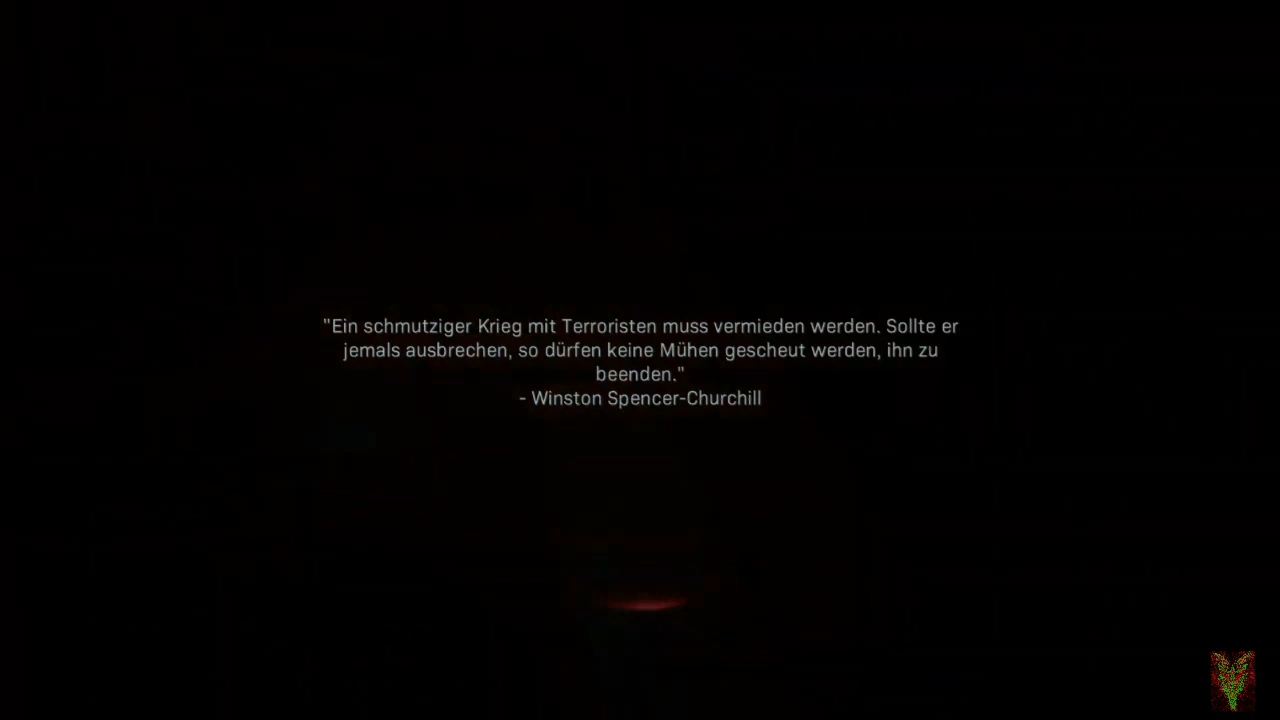 "Ein schmutziger Krieg mit Terroristen muss vermieden werden. Sollte er
jemals ausbrechen, so dürfen keine Mühen gescheut werden, ihn zu
beenden."
- Winston Spencer-Churchill